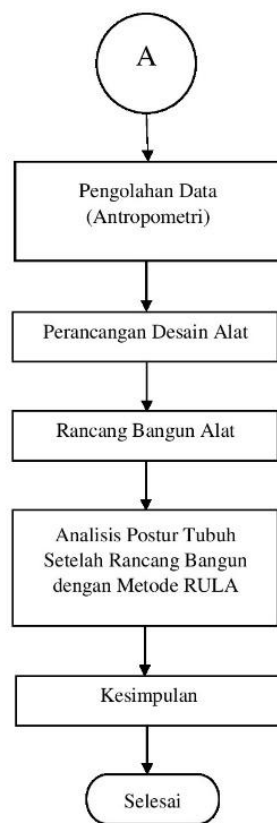 A
Pengolahan Data
(Antropometri)
Perancangan Desain Alat
Rancang Bangun Alat
Analisis Postur Tubuh
Setelah Rancang Bangun
dengan Metode RULA
Kesimpulan
Selesai